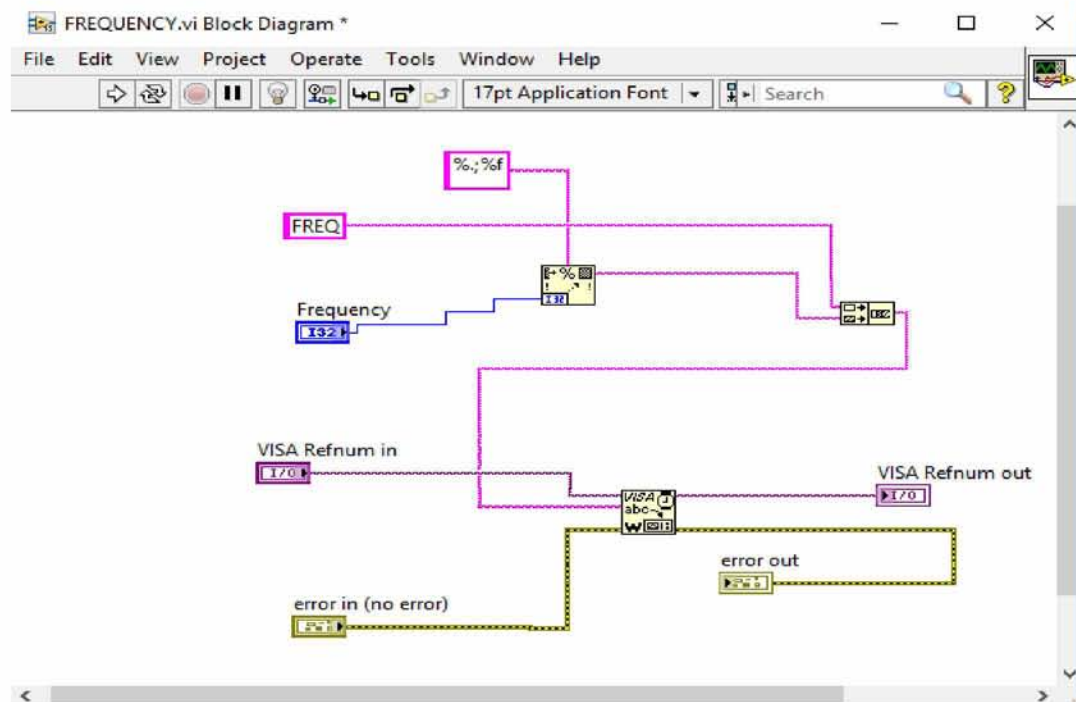 FREQUENCY.vi Block Diagram *
File Edit View Project Operate Tools Window Help
17pt Application Font Search
%.;%f
FREQ
I32
Frequency
I32
VISA Refnum in
I/O
VISA Refnum out
I/O
VISA
abc
W
error out
error in (no error)